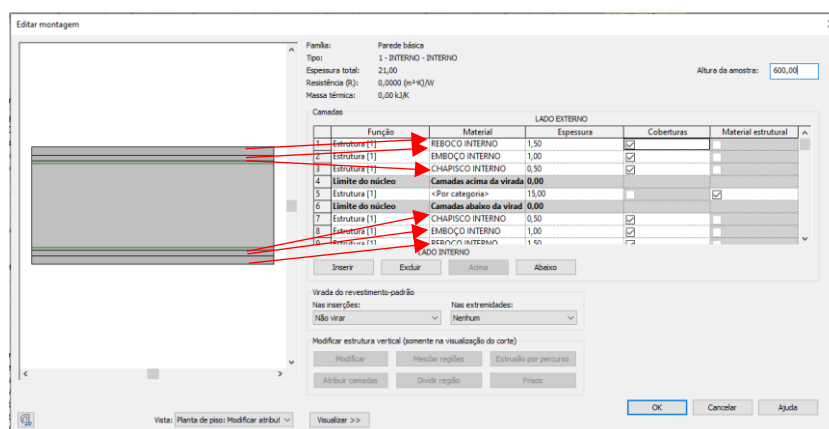 Editar montagem
Família: Parede básica
Tipo: 1 - INTERNO - INTERNO
Espessura total: 21,00
Resistência (R): 0,0000 (m²·K)/W
Massa térmica: 0,00 kJ/K
Altura da amostra: 600,00
Camadas
LADO EXTERNO
Função Material Espessura Coberturas Material estrutural
1 Estrutura [1] REBOCO INTERNO 1,50
2 Estrutura [1] EMBOÇO INTERNO 1,00
3 Estrutura [1] CHAPISCO INTERNO 0,50
4 Limite do núcleo Camadas acima da virada 0,00
5 Estrutura [1] <Por categoria> 15,00
6 Limite do núcleo Camadas abaixo da virad 0,00
7 Estrutura [1] CHAPISCO INTERNO 0,50
8 Estrutura [1] EMBOÇO INTERNO 1,00
9 Estrutura [1] REBOCO INTERNO 1,50
LADO INTERNO
Inserir Excluir Acima Abaixo
Virada do revestimento-padrão
Nas inserções: Nas extremidades:
Não virar Nenhum
Modificar estrutura vertical (somente na visualização do corte)
Modificar Mesclar regiões Extrusão por percurso
Atribuir camadas Dividir região Frisos
OK Cancelar Ajuda
Vista: Planta de piso: Modificar atribut Visualizar >>